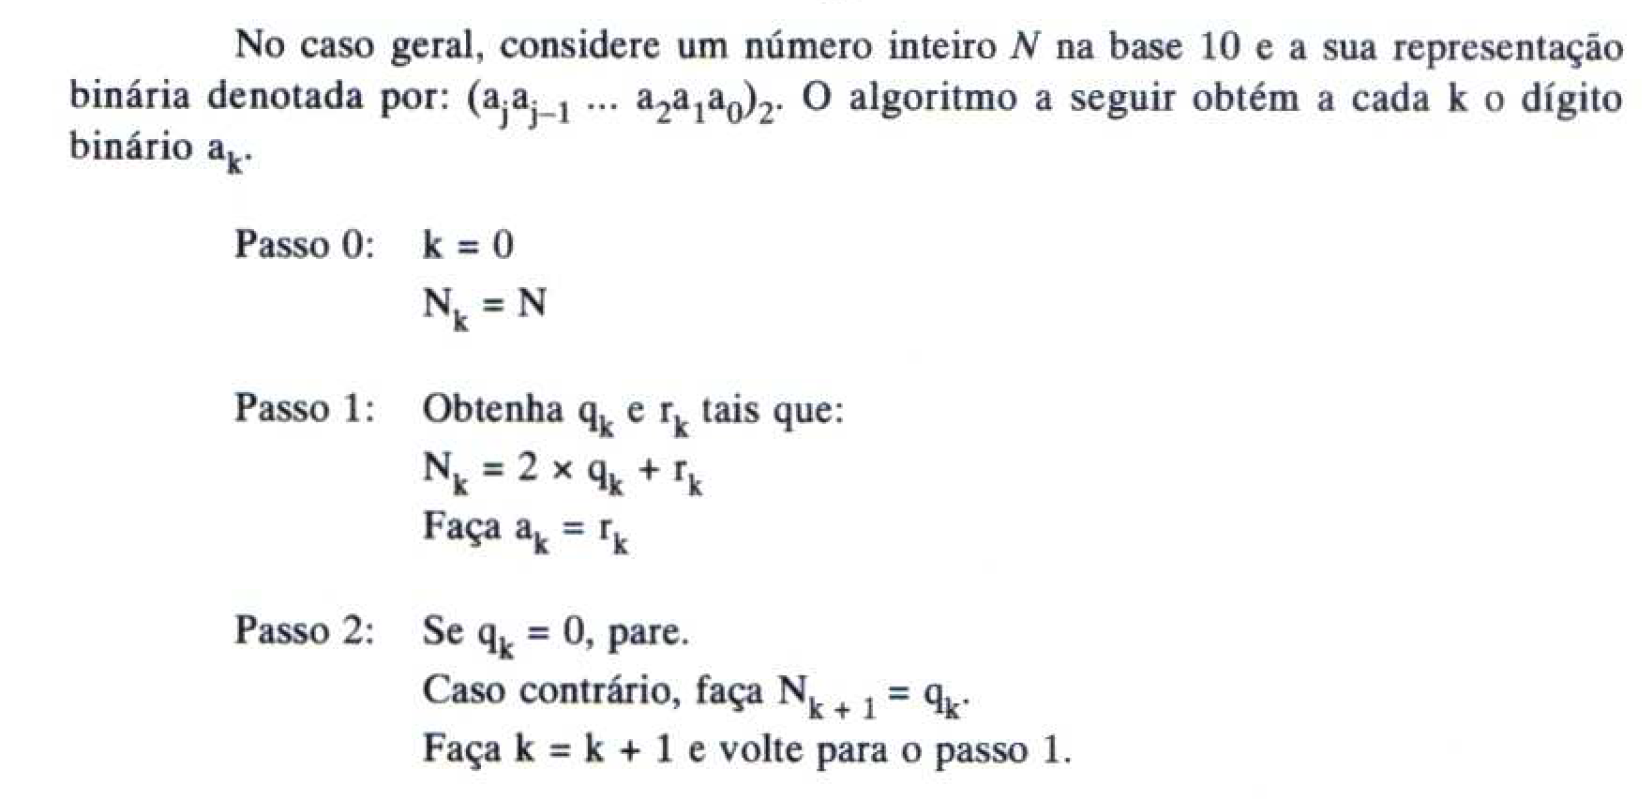 No caso geral, considere um número inteiro N na base 10 e a sua representação
binária denotada por: (a_j a_{j–1} ... a_2 a_1 a_0)_2. O algoritmo a seguir obtém a cada k o dígito
binário a_k.
Passo 0: k = 0
N_k = N
Passo 1: Obtenha q_k e r_k tais que:
N_k = 2 × q_k + r_k
Faça a_k = r_k
Passo 2: Se q_k = 0, pare.
Caso contrário, faça N_{k + 1} = q_k.
Faça k = k + 1 e volte para o passo 1.